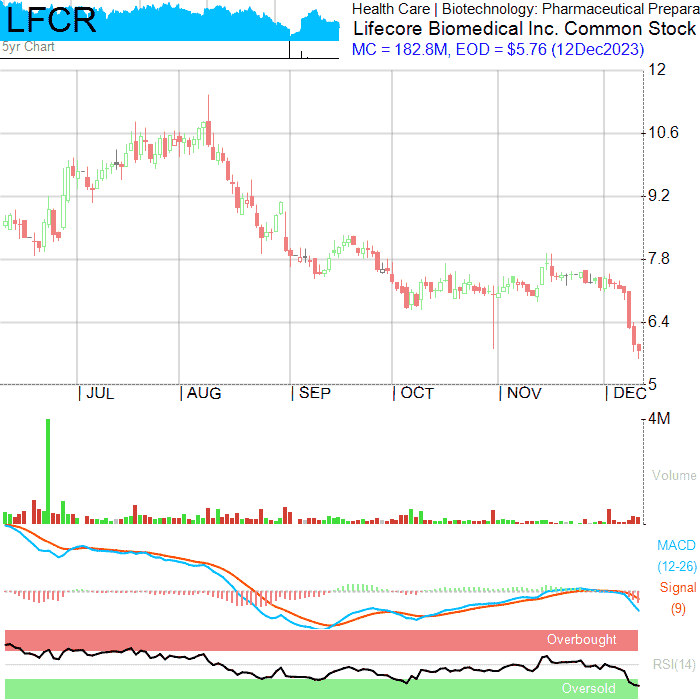 LFCR
5yr Chart
Health Care | Biotechnology: Pharmaceutical Prepara
Lifecore Biomedical Inc. Common Stock
MC = 182.8M, EOD = $5.76 (12Dec2023)
12
10.6
9.2
7.8
6.4
5
| JUL | AUG | SEP | OCT | NOV | DEC
4M
Volume
MACD
(12-26)
Signal
(9)
Overbought
RSI(14)
Oversold